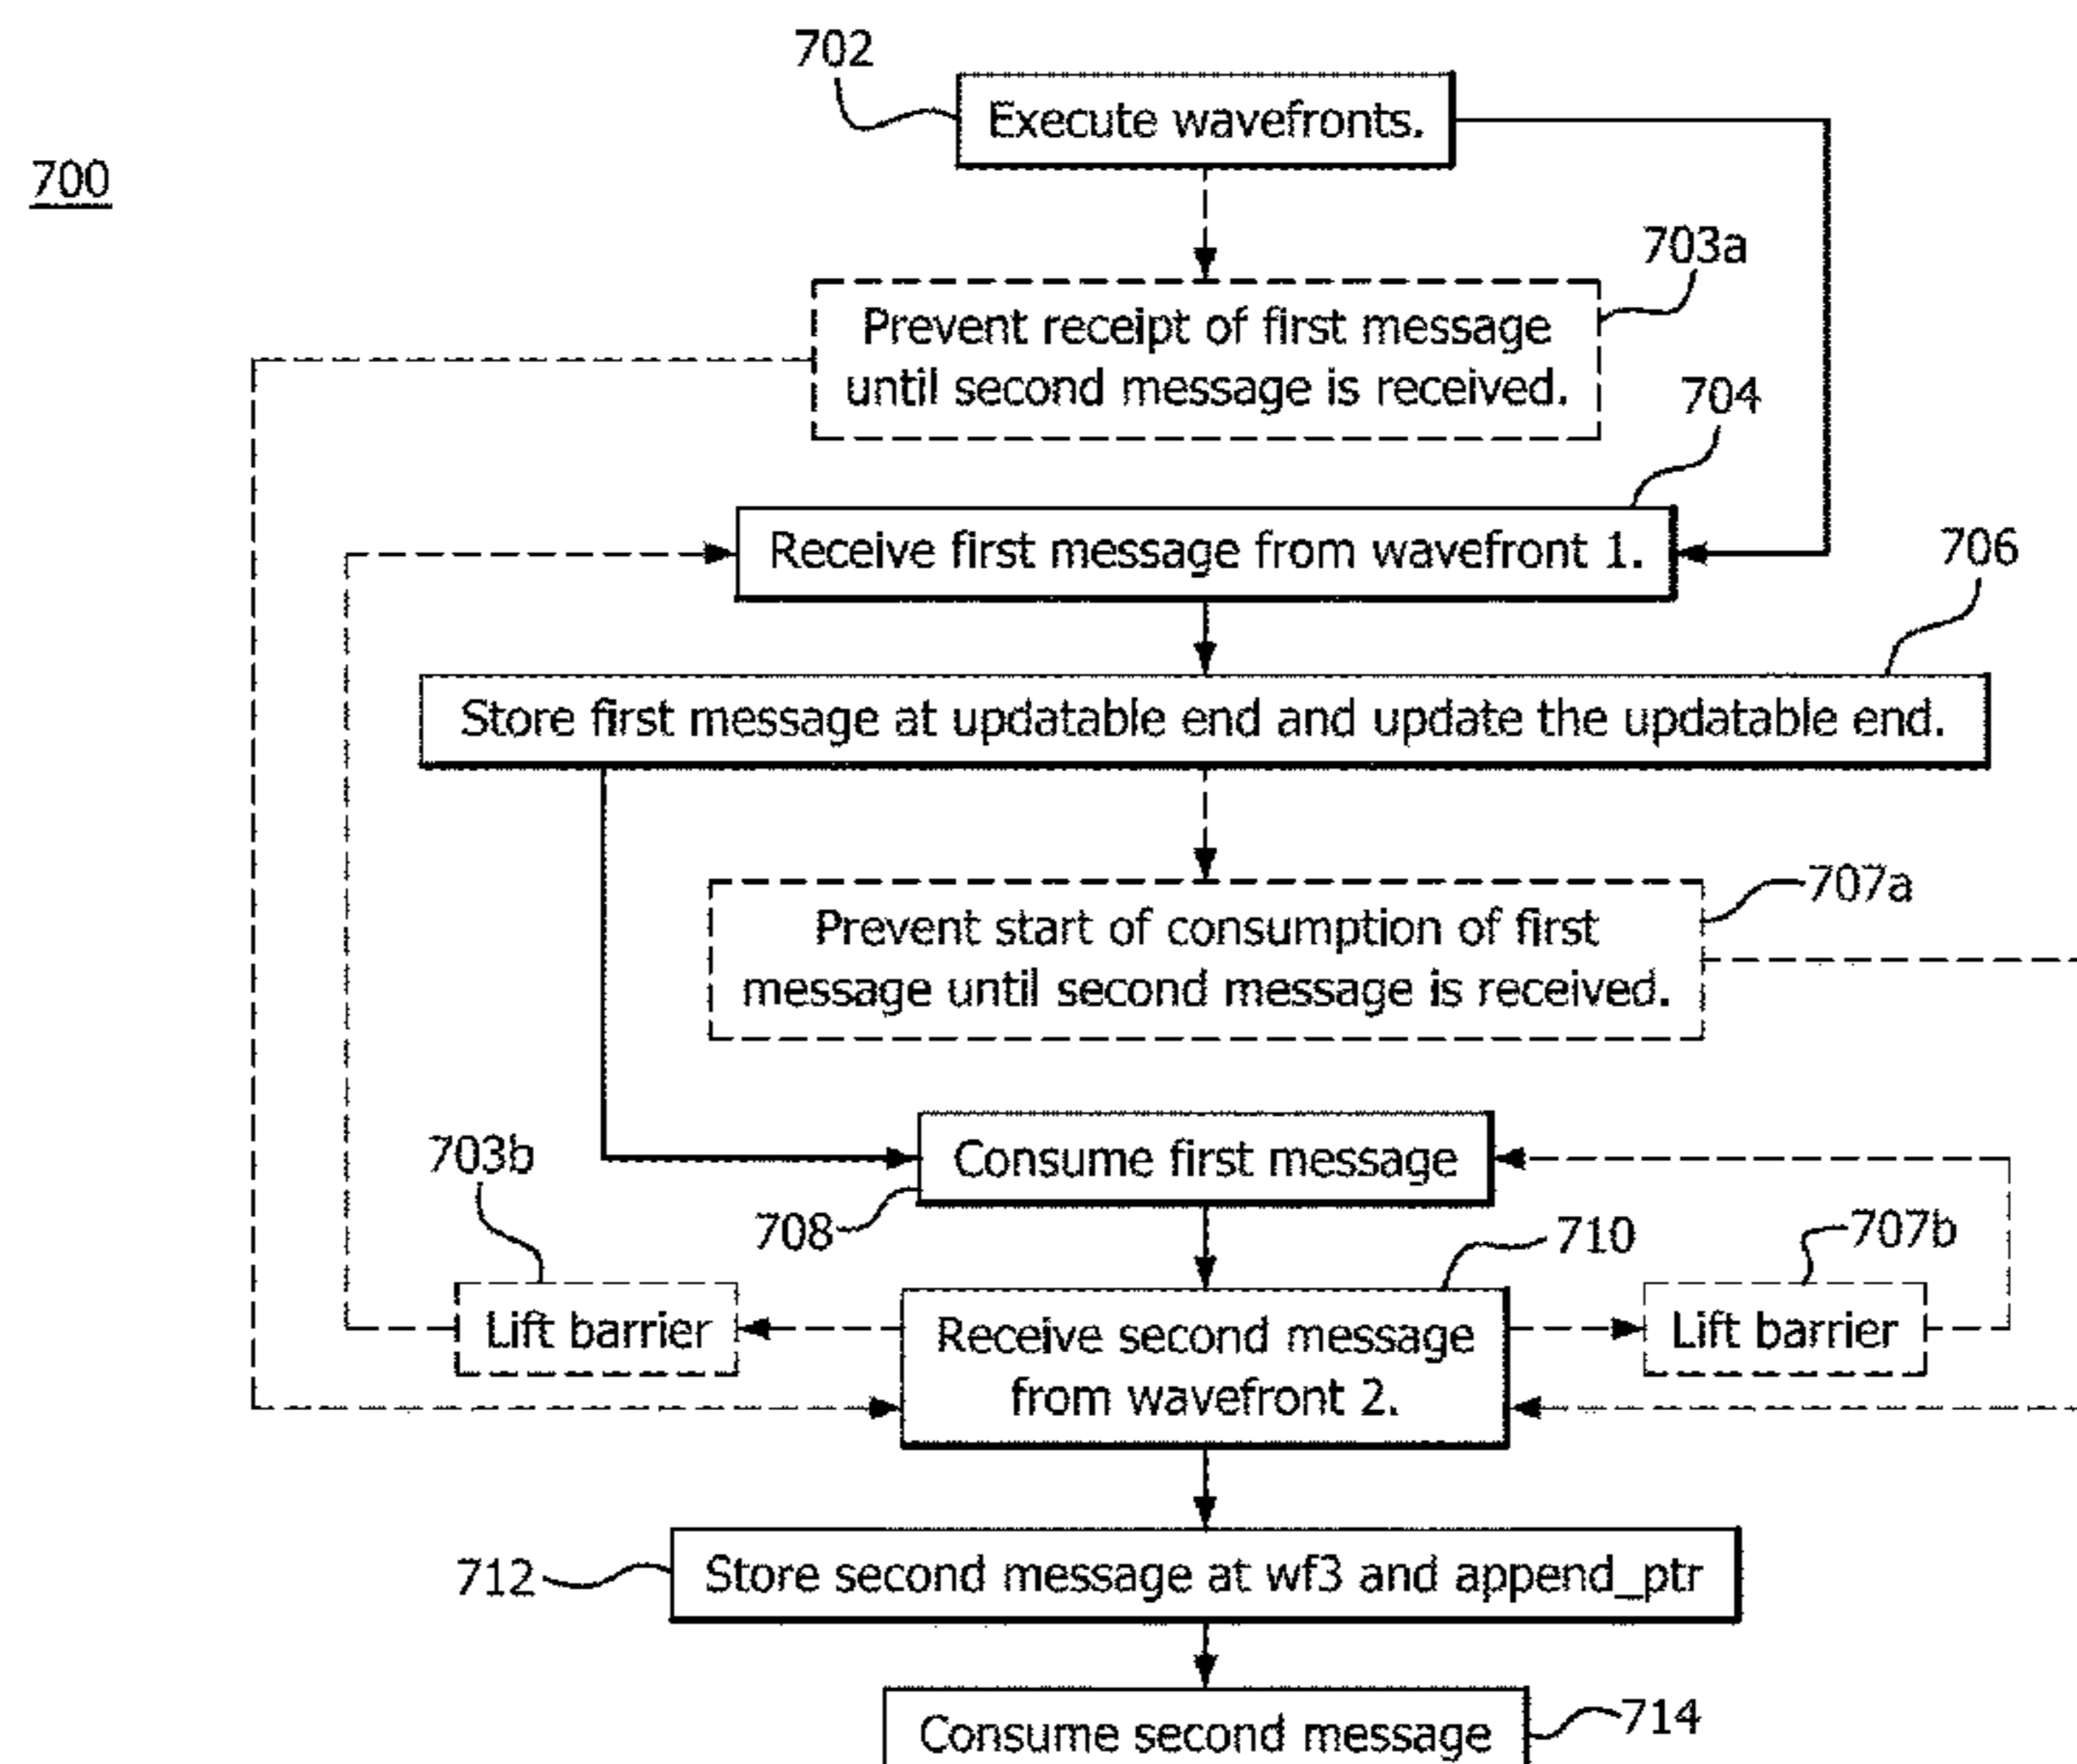 702
Execute wavefronts.
700
703a
Prevent receipt of first message
until second message is received.
704
Receive first message from wavefront 1.
706
Store first message at updatable end and update the updatable end.
707a
Prevent start of consumption of first
message until second message is received.
703b
Consume first message
708
710
707b
Lift barrier
Receive second message
from wavefront 2.
Lift barrier
712
Store second message at wf3 and append_ptr
Consume second message
714